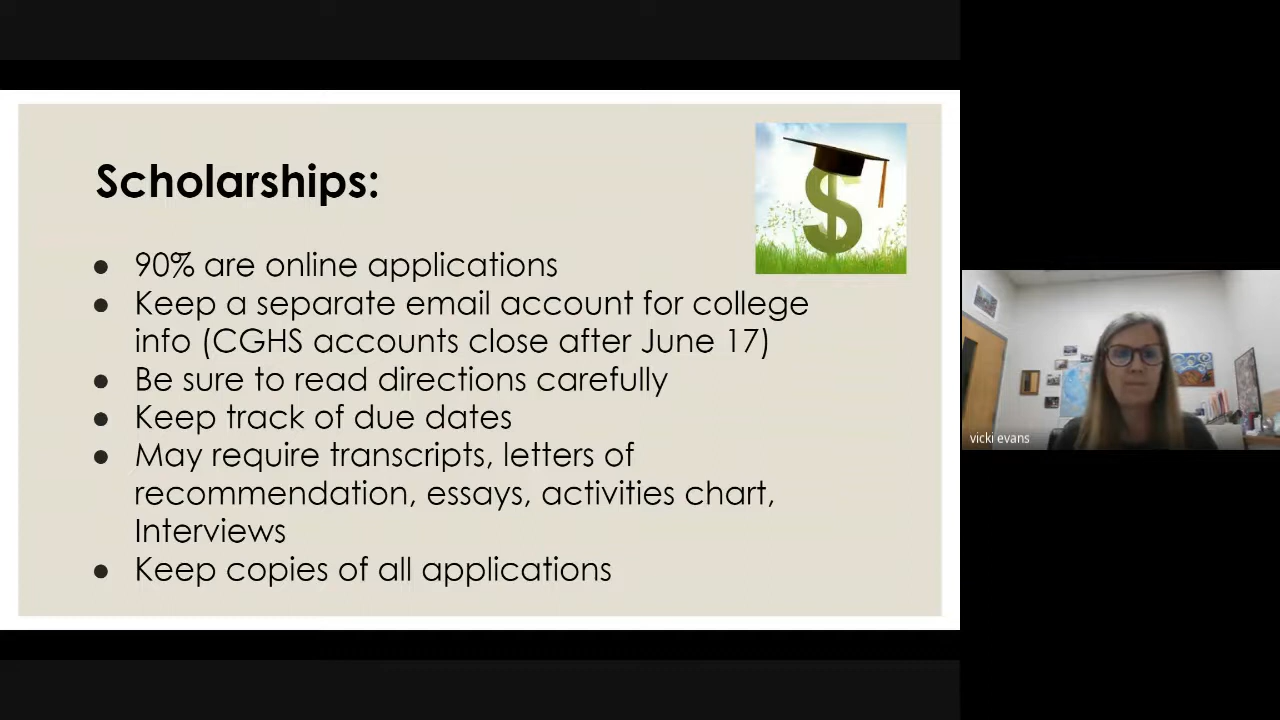 Scholarships:
● 90% are online applications
● Keep a separate email account for college
info (CGHS accounts close after June 17)
● Be sure to read directions carefully
● Keep track of due dates
● May require transcripts, letters of
recommendation, essays, activities chart,
Interviews
● Keep copies of all applications
vicki evans